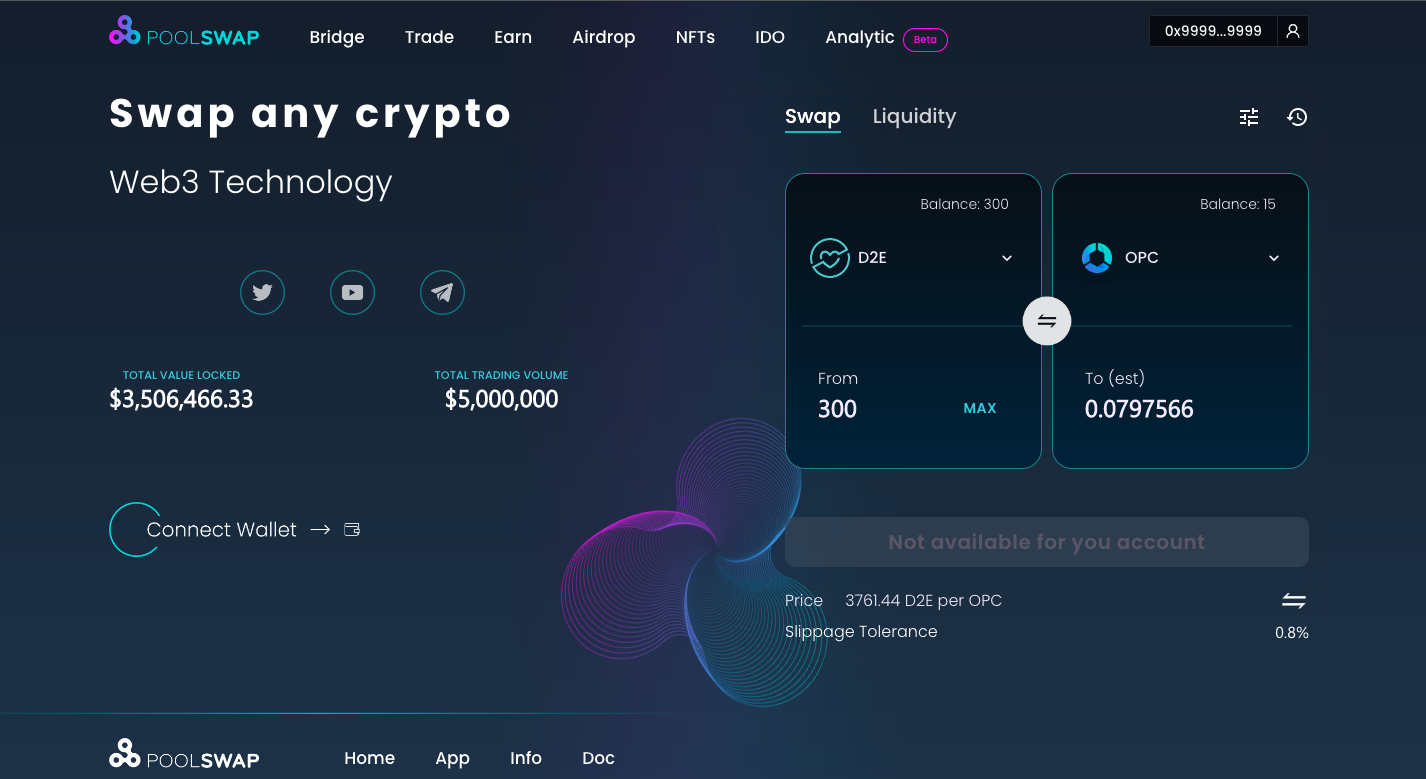 POOLSWAP Bridge Trade Earn Airdrop NFTs IDO Analytic Beta 0x9999...9999
Swap any crypto
Web3 Technology
TOTAL VALUE LOCKED TOTAL TRADING VOLUME
$3,506,466.33 $5,000,000
Connect Wallet
Swap Liquidity
Balance: 300 Balance: 15
D2E OPC
From To (est)
300 MAX 0.0797566
Not available for you account
Price 3761.44 D2E per OPC
Slippage Tolerance 0.8%
POOLSWAP Home App Info Doc